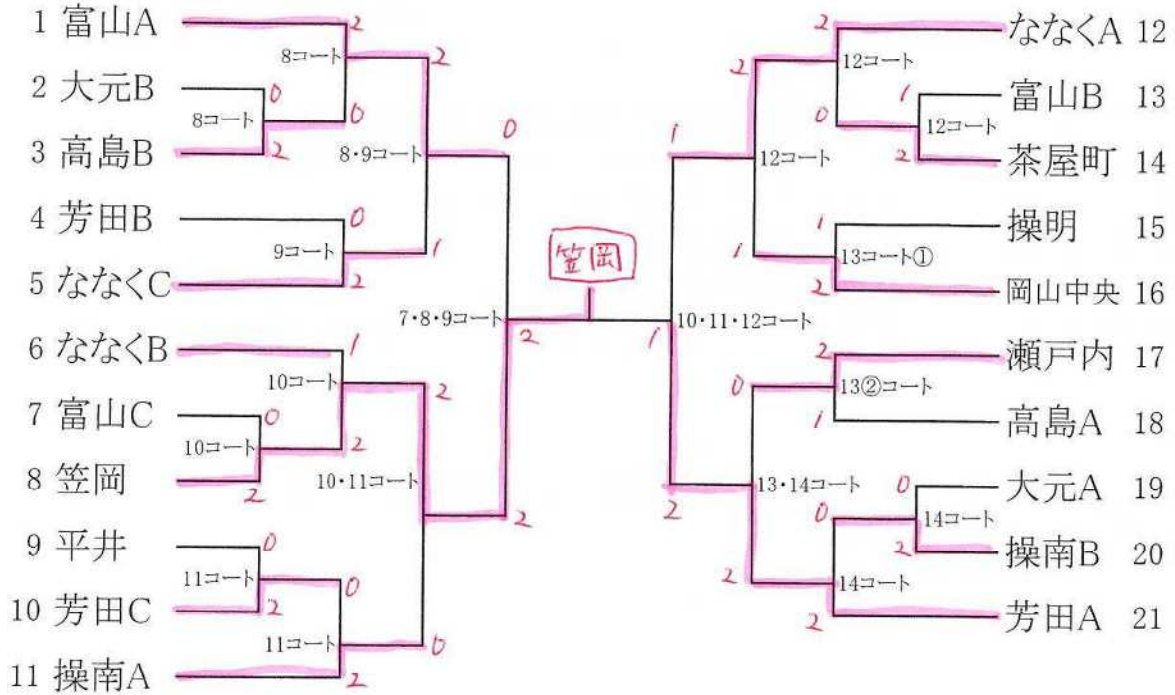 1 富山A
2 大元B
3 高島B
4 芳田B
5 ななくC
6 ななくB
7 富山C
8 笠岡
9 平井
10 芳田C
11 操南A
8コート
8コート
8・9コート
9コート
7・8・9コート
10コート
10コート
10・11コート
11コート
11コート
2
0
2
0
2
0
2
1
0
1
2
0
2
2
2
0
2
0
2
0
2
笠岡
2
1
ななくA 12
富山B 13
茶屋町 14
操明 15
岡山中央 16
瀬戸内 17
高島A 18
大元A 19
操南B 20
芳田A 21
12コート
12コート
12コート
13コート①
10・11・12コート
13②コート
13・14コート
14コート
14コート
2
2
1
0
2
1
1
1
2
2
0
1
2
0
0
2
2
2